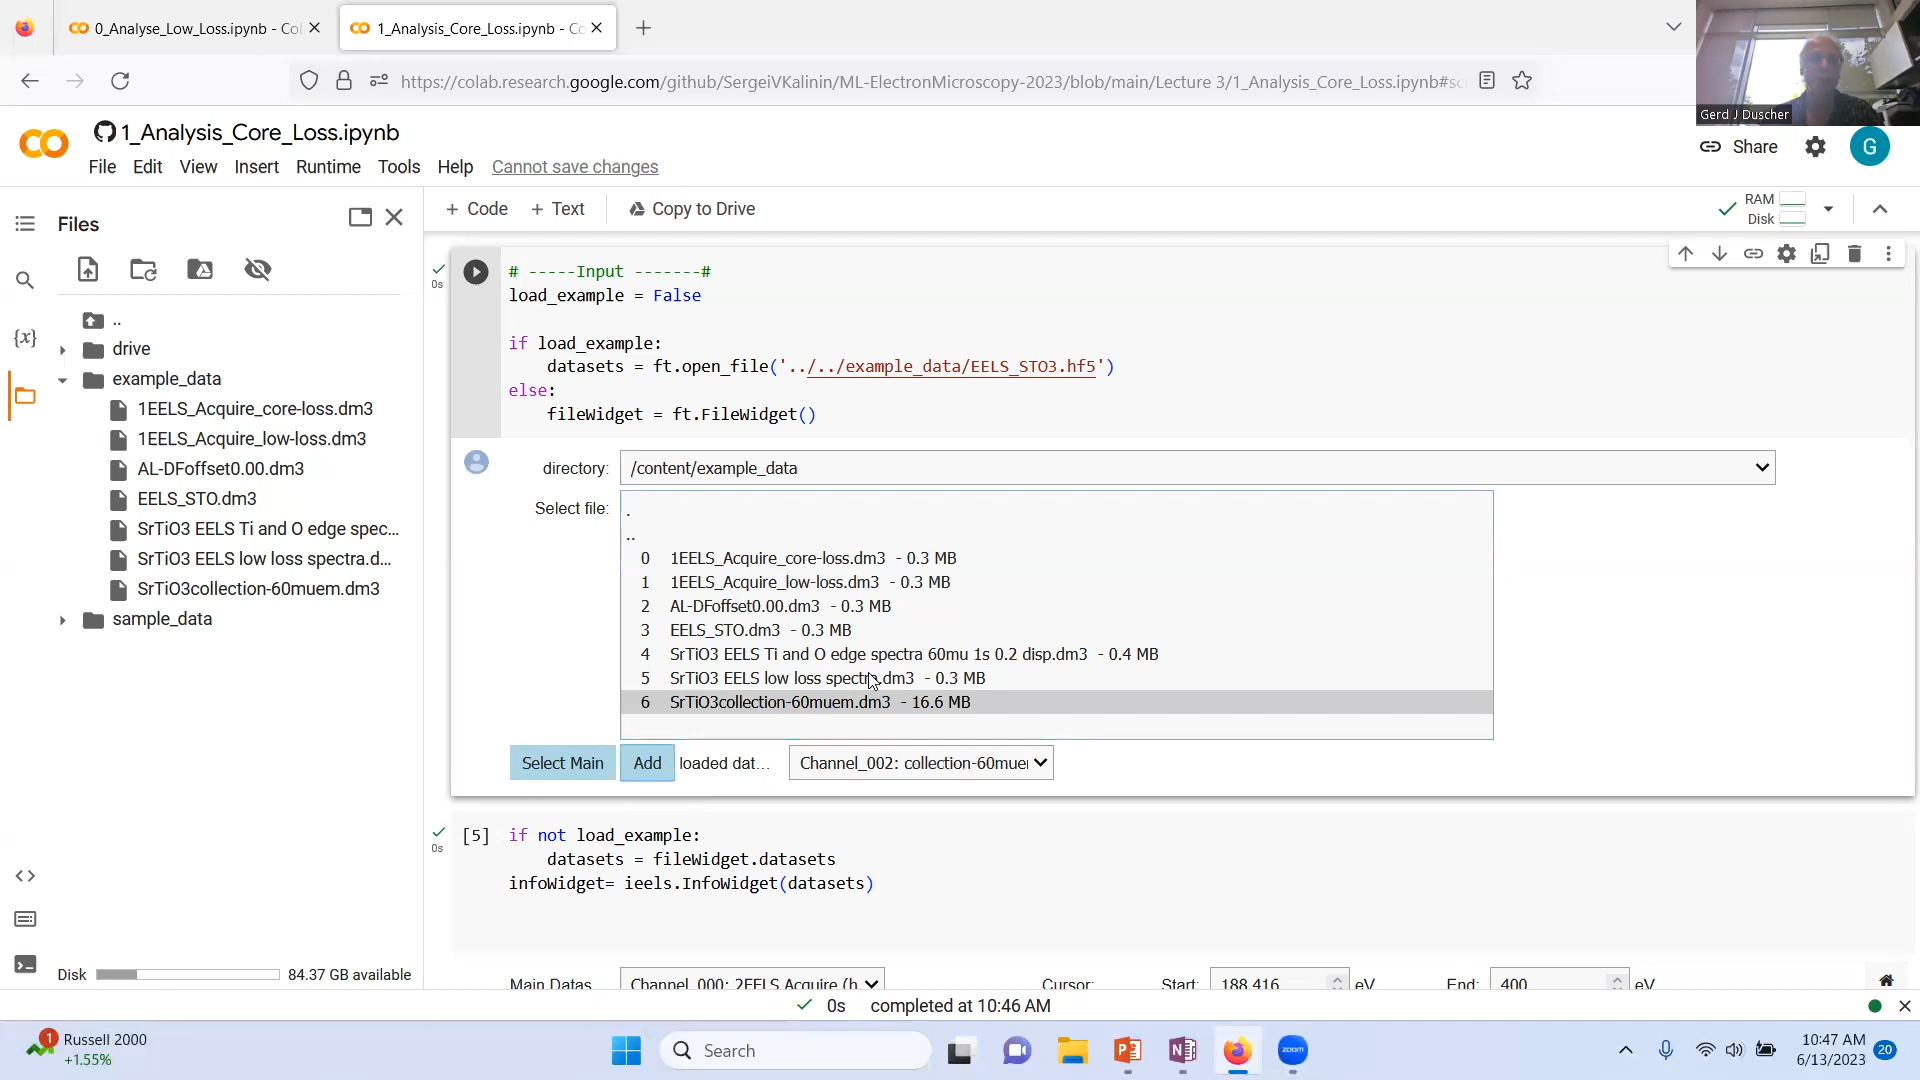 0_Analyse_Low_Loss.ipynb - Col
1_Analysis_Core_Loss.ipynb - Co
https://colab.research.google.com/github/SergeiVKalinin/ML-ElectronMicroscopy-2023/blob/main/Lecture 3/1_Analysis_Core_Loss.ipynb#sc
Gerd J Duscher
1_Analysis_Core_Loss.ipynb
File Edit View Insert Runtime Tools Help Cannot save changes
Share
G
Files
+ Code + Text Copy to Drive
RAM
Disk
..
drive
example_data
1EELS_Acquire_core-loss.dm3
1EELS_Acquire_low-loss.dm3
AL-DFoffset0.00.dm3
EELS_STO.dm3
SrTiO3 EELS Ti and O edge spec...
SrTiO3 EELS low loss spectra.d...
SrTiO3collection-60muem.dm3
sample_data
{x}
Disk 84.37 GB available
0s
# -----Input -------#
load_example = False
if load_example:
datasets = ft.open_file('../../example_data/EELS_STO3.hf5')
else:
fileWidget = ft.FileWidget()
directory: /content/example_data
Select file:
.
..
0 1EELS_Acquire_core-loss.dm3 - 0.3 MB
1 1EELS_Acquire_low-loss.dm3 - 0.3 MB
2 AL-DFoffset0.00.dm3 - 0.3 MB
3 EELS_STO.dm3 - 0.3 MB
4 SrTiO3 EELS Ti and O edge spectra 60mu 1s 0.2 disp.dm3 - 0.4 MB
5 SrTiO3 EELS low loss spectra.dm3 - 0.3 MB
6 SrTiO3collection-60muem.dm3 - 16.6 MB
Select Main Add loaded dat... Channel_002: collection-60muer
0s
[5] if not load_example:
datasets = fileWidget.datasets
infoWidget= ieels.InfoWidget(datasets)
Main Datas Channel_000: 2EELS Acquire (h Cursor: Start: 188.416 eV End: 400 eV
0s completed at 10:46 AM
1
Russell 2000
+1.55%
Search
zoom
10:47 AM
6/13/2023
20